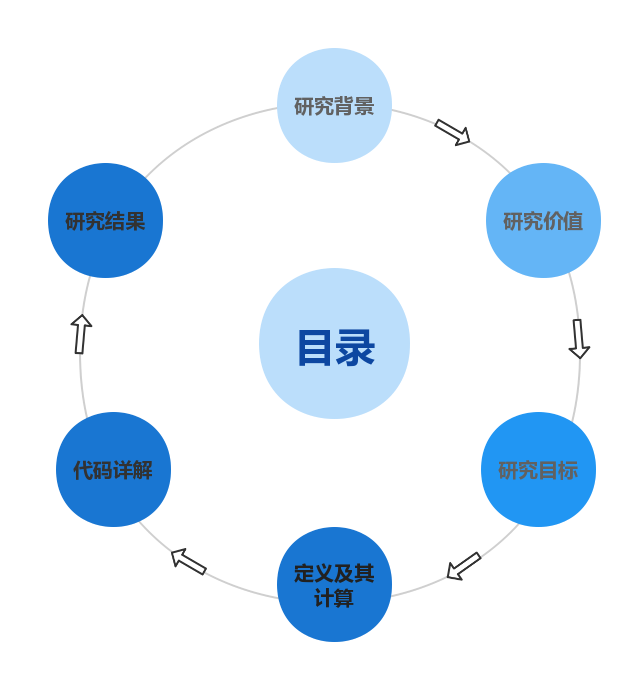 研究背景
研究价值
研究目标
定义及其
计算
代码详解
研究结果
目录